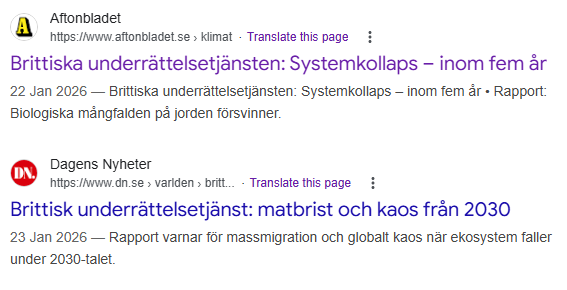 Aftonbladet
https://www.aftonbladet.se › klimat · Translate this page
Brittiska underrättelsetjänsten: Systemkollaps – inom fem år
22 Jan 2026 — Brittiska underrättelsetjänsten: Systemkollaps – inom fem år • Rapport:
Biologiska mångfalden på jorden försvinner.
DN.
Dagens Nyheter
https://www.dn.se › varlden › britt... · Translate this page
Brittisk underrättelsetjänst: matbrist och kaos från 2030
23 Jan 2026 — Rapport varnar för massmigration och globalt kaos när ekosystem faller
under 2030-talet.